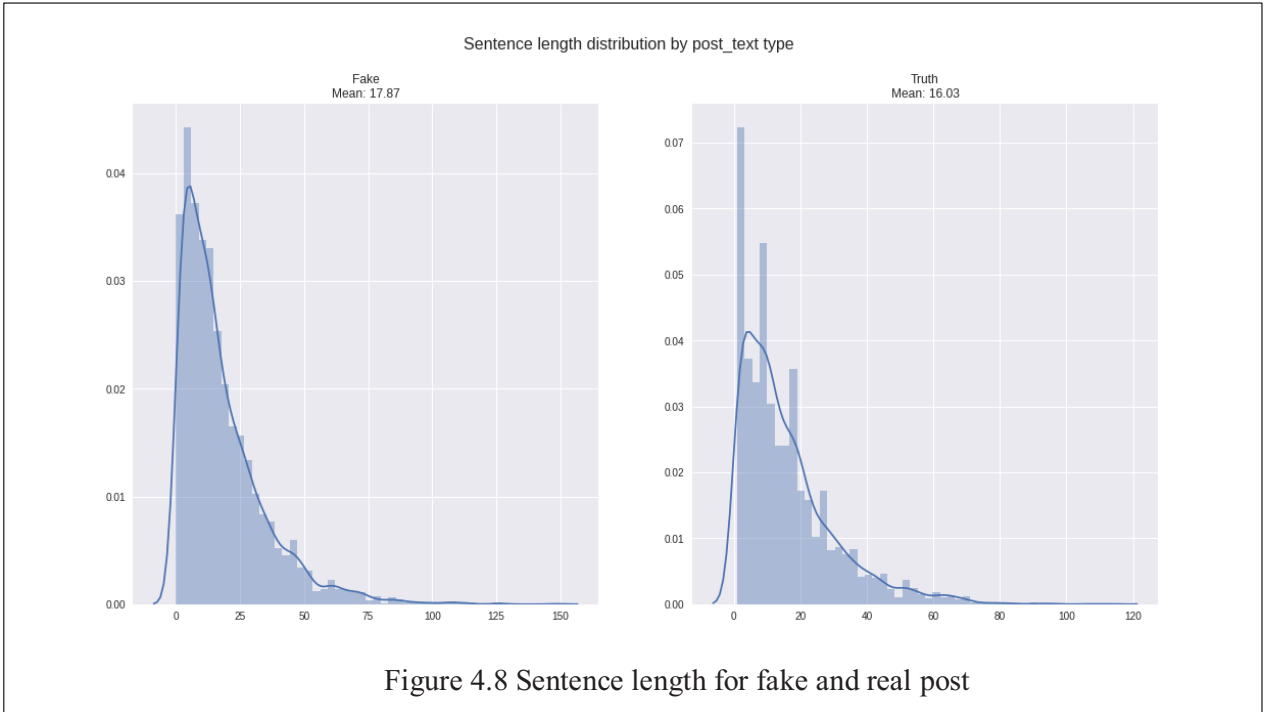 Sentence length distribution by post_text type
Fake
Mean: 17.87
0.04
0.03
0.02
0.01
0.00
0 25 50 75 100 125 150
Truth
Mean: 16.03
0.07
0.06
0.05
0.04
0.03
0.02
0.01
0.00
0 20 40 60 80 100 120
Figure 4.8 Sentence length for fake and real post